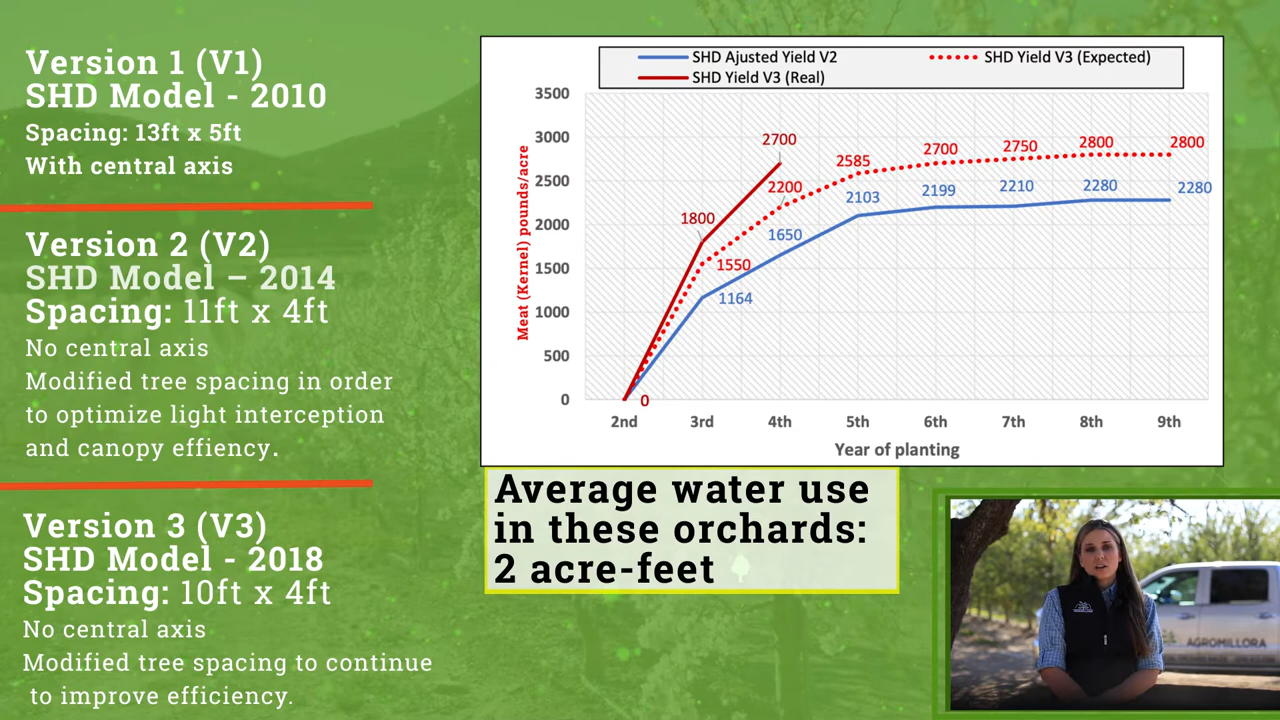 Version 1 (V1)
SHD Model - 2010
Spacing: 13ft x 5ft
With central axis
Version 2 (V2)
SHD Model – 2014
Spacing: 11ft x 4ft
No central axis
Modified tree spacing in order
to optimize light interception
and canopy effiency.
Version 3 (V3)
SHD Model - 2018
Spacing: 10ft x 4ft
No central axis
Modified tree spacing to continue
to improve efficiency.
SHD Ajusted Yield V2
SHD Yield V3 (Expected)
SHD Yield V3 (Real)
Meat (Kernel) pounds/acre
3500
3000
2500
2000
1500
1000
500
0
2700
1800
0
2200
1550
2585
2700
2750
2800
2800
1164
1650
2103
2199
2210
2280
2280
2nd 3rd 4th 5th 6th 7th 8th 9th
Year of planting
Average water use
in these orchards:
2 acre-feet
AGROMILLORA